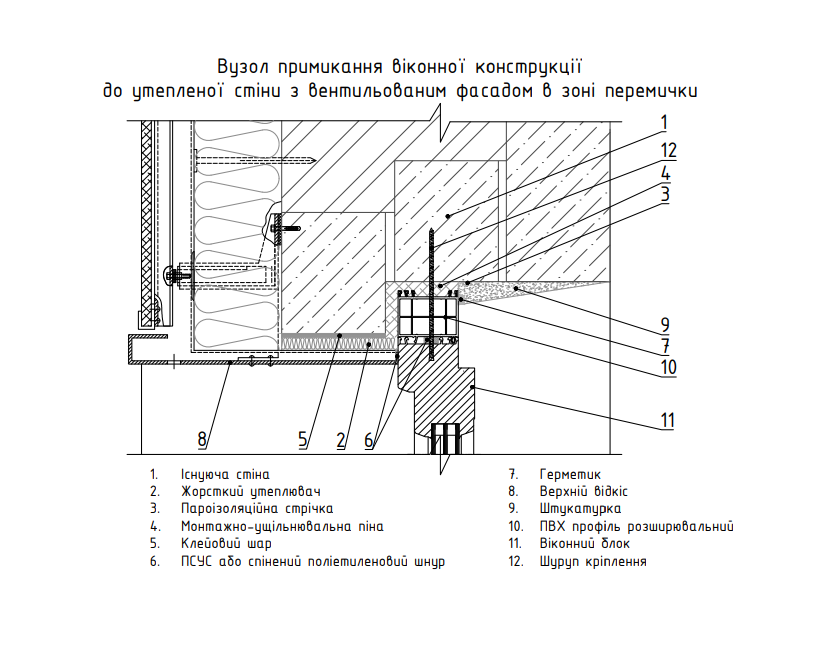 Вузол примикання віконної конструкції
до утепленої стіни з вентильованим фасадом в зоні перемички
1
12
4
3
9
7
10
11
8
5
2
6
1. Існуюча стіна
2. Жорсткий утеплювач
3. Пароізоляційна стрічка
4. Монтажно-ущільнювальна піна
5. Клейовий шар
6. ПСУС або спінений поліетиленовий шнур
7. Герметик
8. Верхній відкіс
9. Штукатурка
10. ПВХ профіль розширювальний
11. Віконний блок
12. Шуруп кріплення